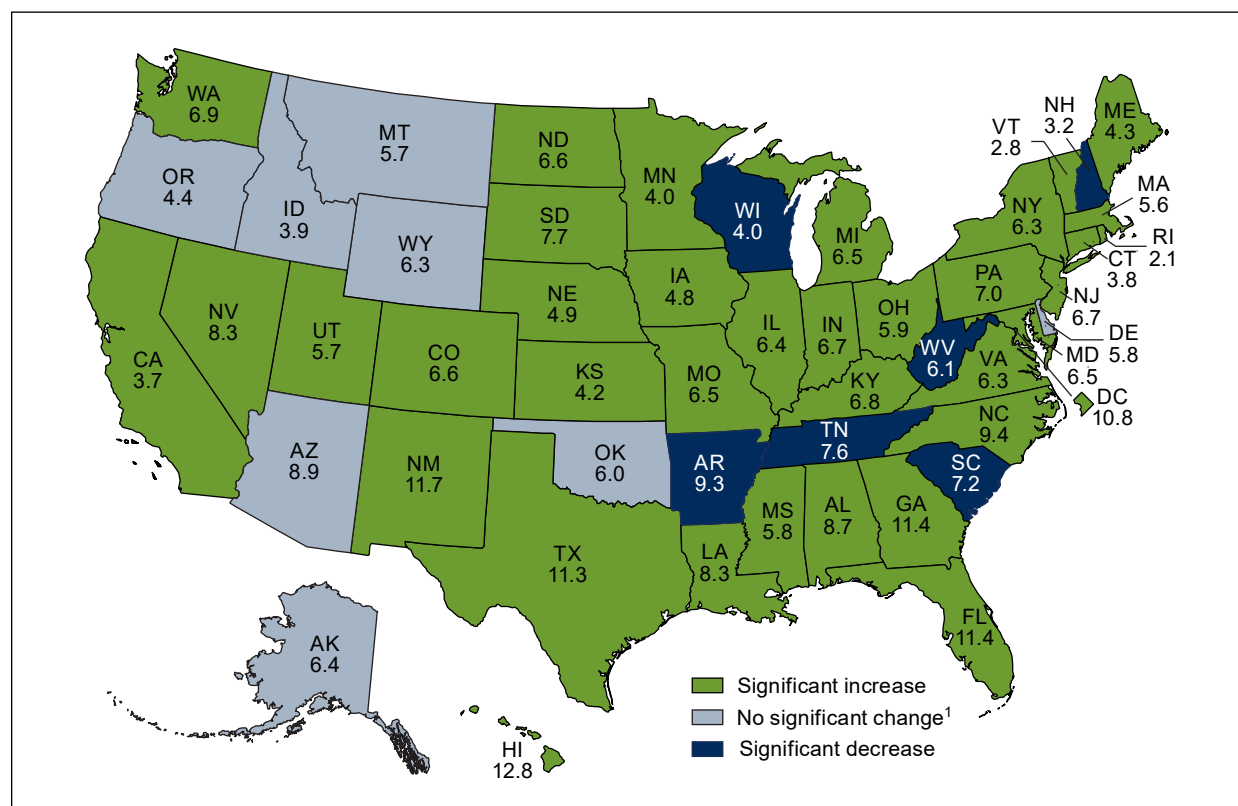 WA
6.9
MT
5.7
ND
6.6
MN
4.0
OR
4.4
ID
3.9
WY
6.3
SD
7.7
WI
4.0
MI
6.5
NY
6.3
VT
2.8
NH
3.2
ME
4.3
MA
5.6
RI
2.1
CT
3.8
NJ
6.7
PA
7.0
DE
5.8
MD
6.5
DC
10.8
NE
4.9
IA
4.8
IL
6.4
IN
6.7
OH
5.9
WV
6.1
VA
6.3
CA
3.7
NV
8.3
UT
5.7
CO
6.6
KS
4.2
MO
6.5
KY
6.8
NC
9.4
TN
7.6
SC
7.2
AZ
8.9
NM
11.7
OK
6.0
AR
9.3
MS
5.8
AL
8.7
GA
11.4
TX
11.3
LA
8.3
FL
11.4
AK
6.4
HI
12.8
Significant increase
No significant change¹
Significant decrease